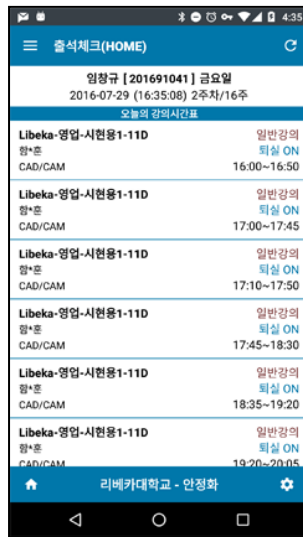 4:35
출석체크(HOME)
임창규 [ 201691041 ] 금요일
2016-07-29 (16:35:08) 2주차/16주
오늘의 강의시간표
Libeka-영업-시현용1-11D 일반강의
함*훈 퇴실 ON
CAD/CAM 16:00~16:50
Libeka-영업-시현용1-11D 일반강의
함*훈 퇴실 ON
CAD/CAM 17:00~17:45
Libeka-영업-시현용1-11D 일반강의
함*훈 퇴실 ON
CAD/CAM 17:10~17:50
Libeka-영업-시현용1-11D 일반강의
함*훈 퇴실 ON
CAD/CAM 17:45~18:30
Libeka-영업-시현용1-11D 일반강의
함*훈 퇴실 ON
CAD/CAM 18:35~19:20
Libeka-영업-시현용1-11D 일반강의
함*훈 퇴실 ON
CAD/CAM 19:20~20:05
리베카대학교 - 안정화